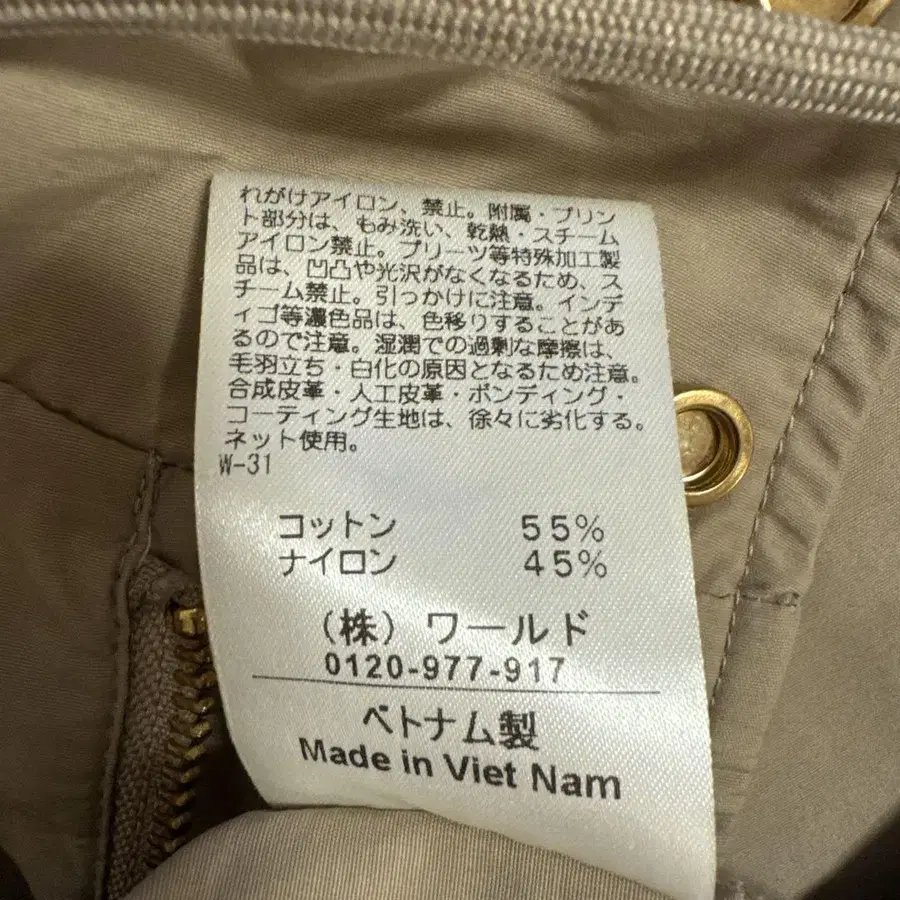 れがけアイロン、禁止。附属・プリン
ト部分は、もみ洗い、乾熱・スチーム
アイロン禁止。プリーツ等特殊加工製
品は、凹凸や光沢がなくなるため、ス
チーム禁止。引っかけに注意。インデ
ィゴ等濃色品は、色移りすることがあ
るので注意。湿潤での過剰な摩擦は、
毛羽立ち・白化の原因となるため注意。
合成皮革・人工皮革・ボンディング・
コーティング生地は、徐々に劣化する。
ネット使用。
W-31
コットン 55%
ナイロン 45%
(株) ワールド
0120-977-917
ベトナム製
Made in Viet Nam